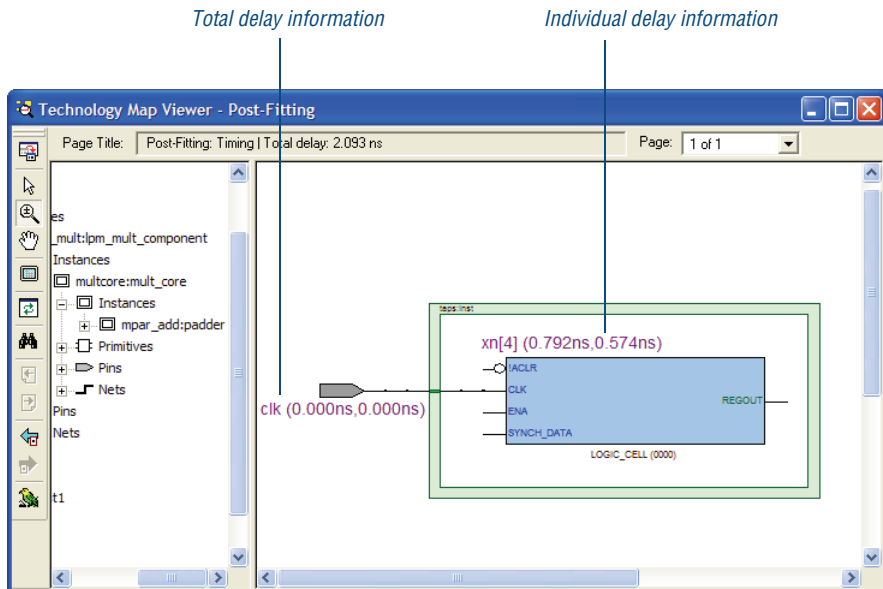 Total delay information
Individual delay information
Technology Map Viewer - Post-Fitting
Page Title: Post-Fitting: Timing | Total delay: 2.093 ns
Page: 1 of 1
es
_mult:lpm_mult_component
Instances
multcore:mult_core
Instances
mpar_add:padder
Primitives
Pins
Nets
Pins
Nets
t1
taps:inst
xn[4] (0.792ns,0.574ns)
!ACLR
CLK
ENA
SYNCH_DATA
REGOUT
LOGIC_CELL (0000)
clk (0.000ns,0.000ns)